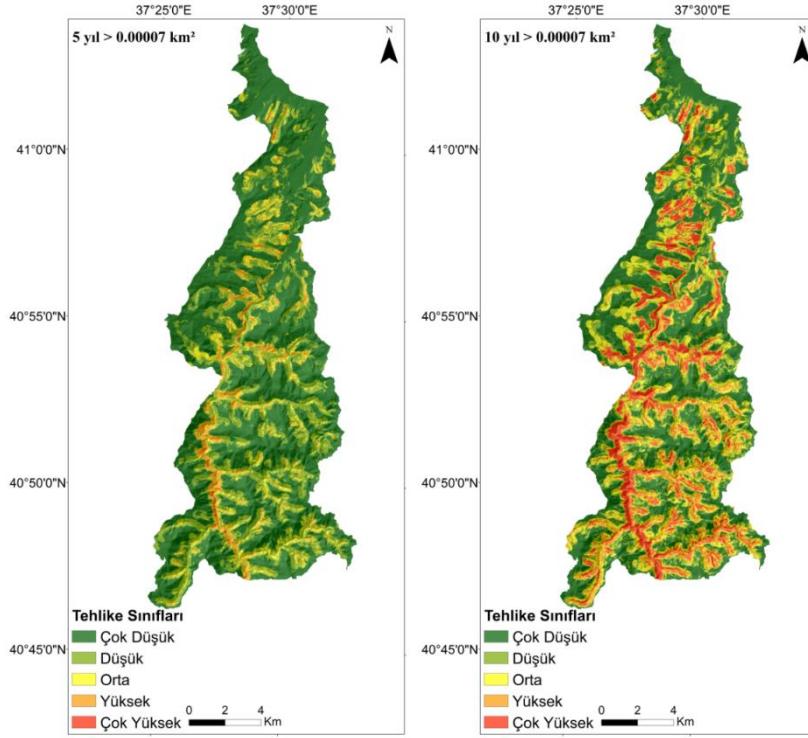 37°25'0"E 37°30'0"E
5 yıl > 0.00007 km²
N
41°0'0"N
40°55'0"N
40°50'0"N
40°45'0"N
Tehlike Sınıfları
Çok Düşük
Düşük
Orta
Yüksek
Çok Yüksek
0 2 4
Km
37°25'0"E 37°30'0"E
10 yıl > 0.00007 km²
N
41°0'0"N
40°55'0"N
40°50'0"N
40°45'0"N
Tehlike Sınıfları
Çok Düşük
Düşük
Orta
Yüksek
Çok Yüksek
0 2 4
Km